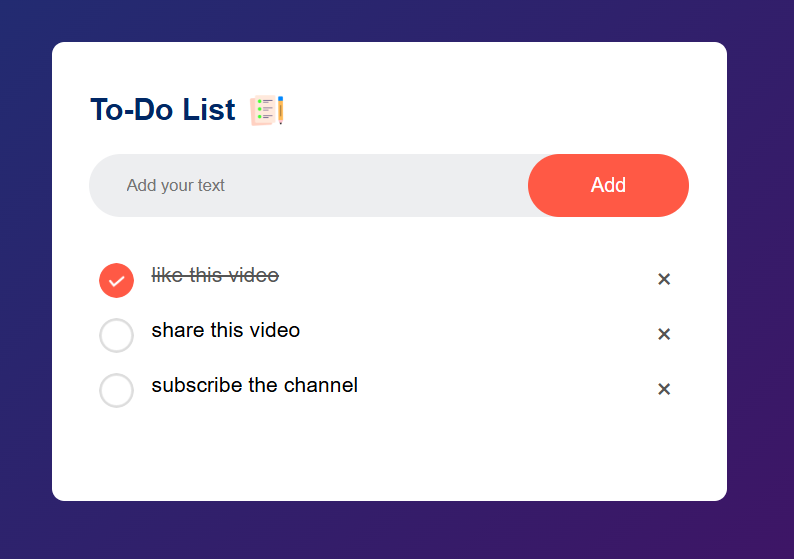 To-Do List
Add your text
Add
like this video ×
share this video ×
subscribe the channel ×